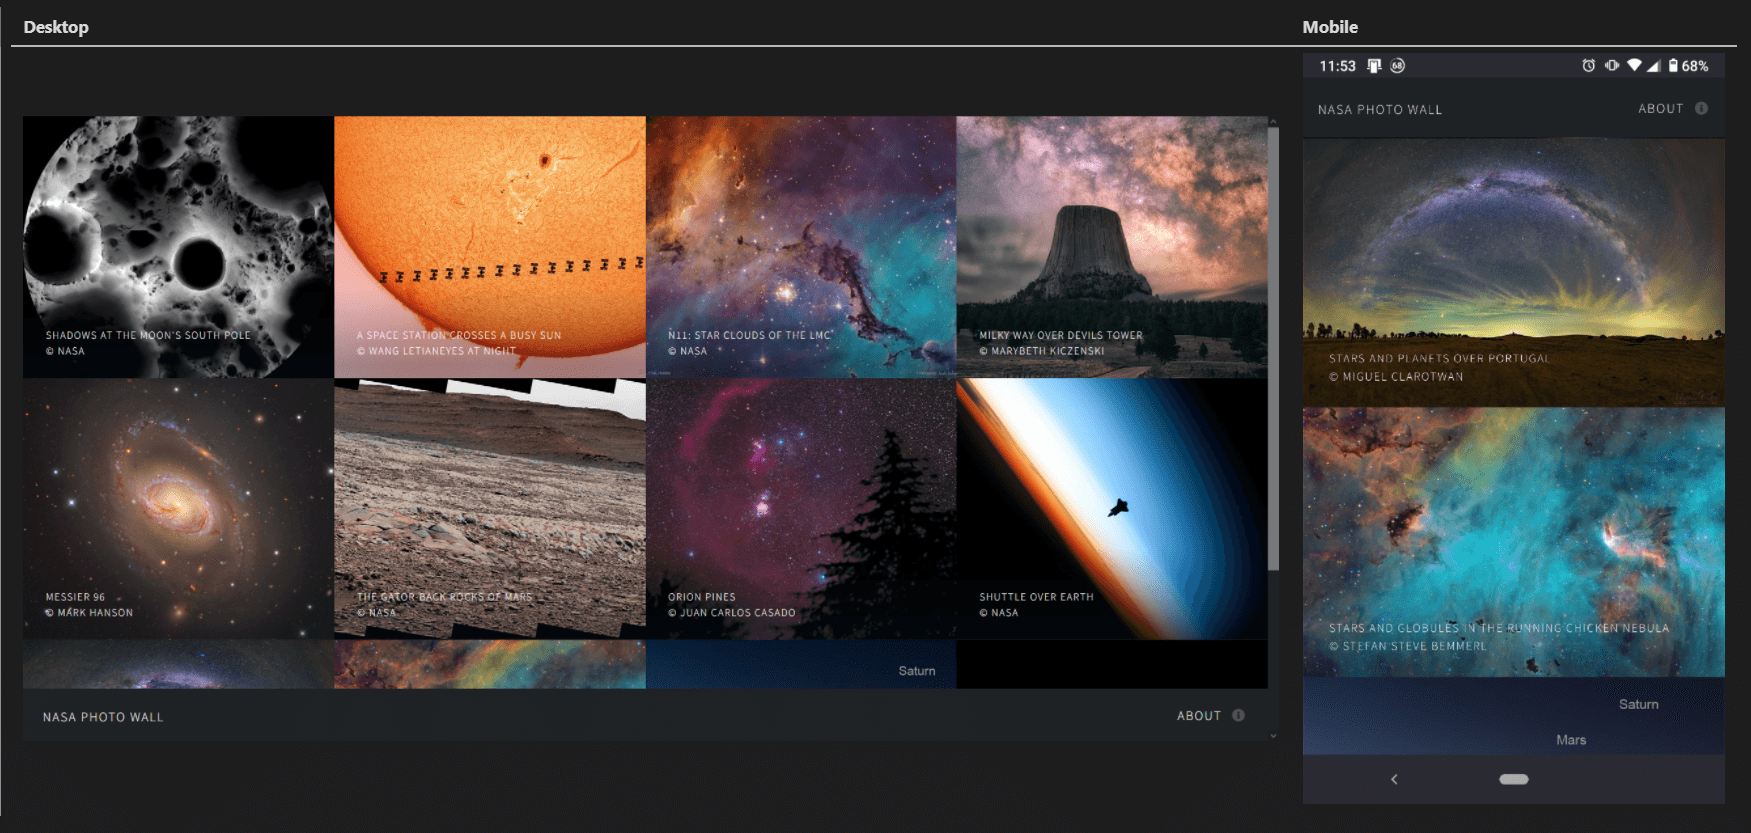 Desktop
Mobile
11:53
68
68%
NASA PHOTO WALL
ABOUT
SHADOWS AT THE MOON'S SOUTH POLE
© NASA
A SPACE STATION CROSSES A BUSY SUN
© WANG LETIANEYES AT NIGHT
N11: STAR CLOUDS OF THE LMC
© NASA
MILKY WAY OVER DEVILS TOWER
© MARYBETH KICZENSKI
MESSIER 96
© MARK HANSON
THE GATOR BACK ROCKS OF MARS
© NASA
ORION PINES
© JUAN CARLOS CASADO
SHUTTLE OVER EARTH
© NASA
Saturn
NASA PHOTO WALL
ABOUT
STARS AND PLANETS OVER PORTUGAL
© MIGUEL CLAROTWAN
STARS AND GLOBULES IN THE RUNNING CHICKEN NEBULA
© STEFAN STEVE BEMMERL
Saturn
Mars